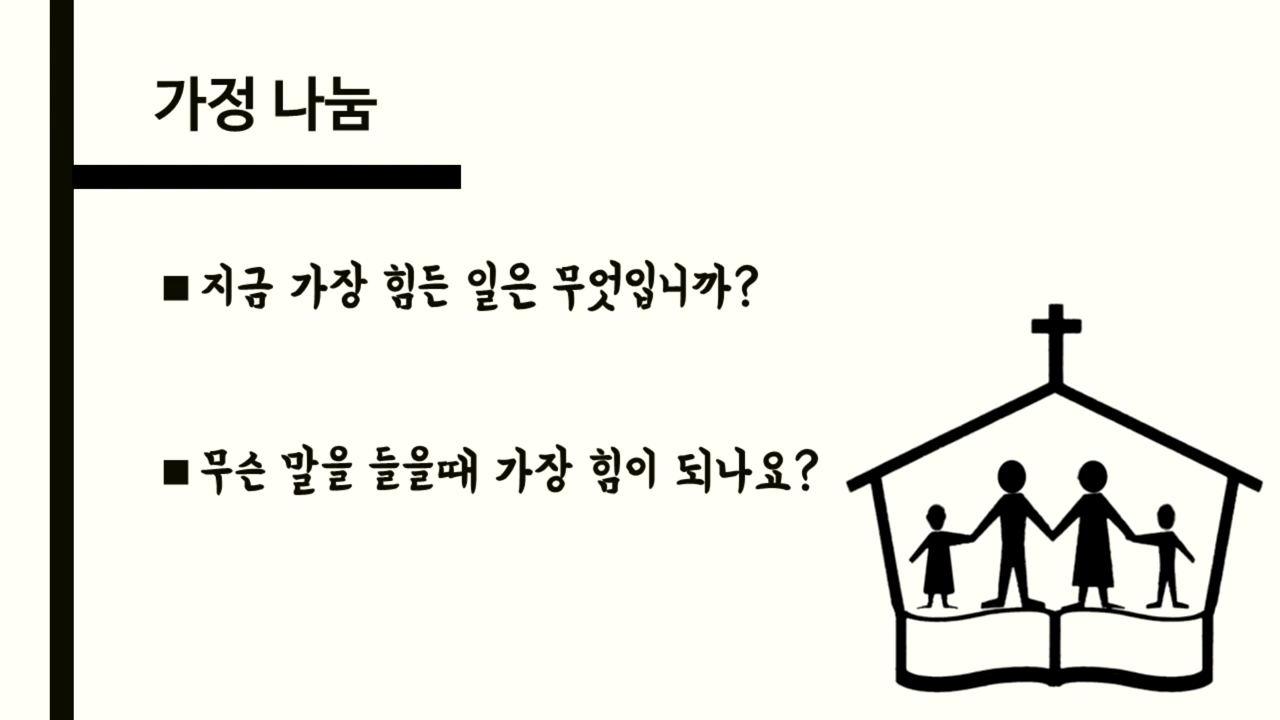 가정 나눔
■ 지금 가장 힘든 일은 무엇입니까?
■ 무슨 말을 들을때 가장 힘이 되나요?